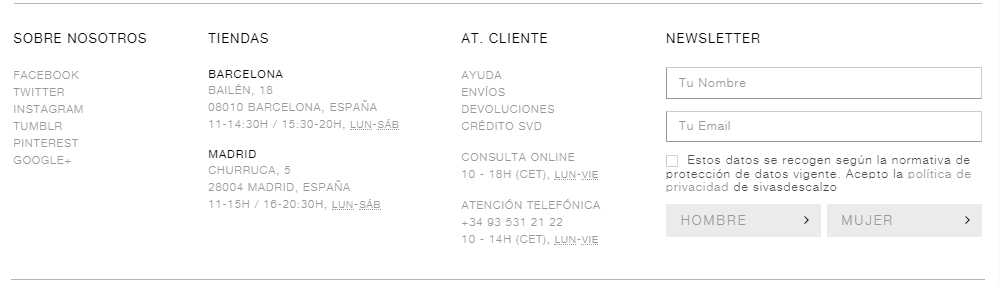 SOBRE NOSOTROS
FACEBOOK
TWITTER
INSTAGRAM
TUMBLR
PINTEREST
GOOGLE+
TIENDAS
BARCELONA
BAILÉN, 18
08010 BARCELONA, ESPAÑA
11-14:30H / 15:30-20H, LUN-SÁB
MADRID
CHURRUCA, 5
28004 MADRID, ESPAÑA
11-15H / 16-20:30H, LUN-SÁB
AT. CLIENTE
AYUDA
ENVÍOS
DEVOLUCIONES
CRÉDITO SVD
CONSULTA ONLINE
10 - 18H (CET), LUN-VIE
ATENCIÓN TELEFÓNICA
+34 93 531 21 22
10 - 14H (CET), LUN-VIE
NEWSLETTER
Tu Nombre
Tu Email
Estos datos se recogen según la normativa de
protección de datos vigente. Acepto la política de
privacidad de sivasdescalzo
HOMBRE >
MUJER >